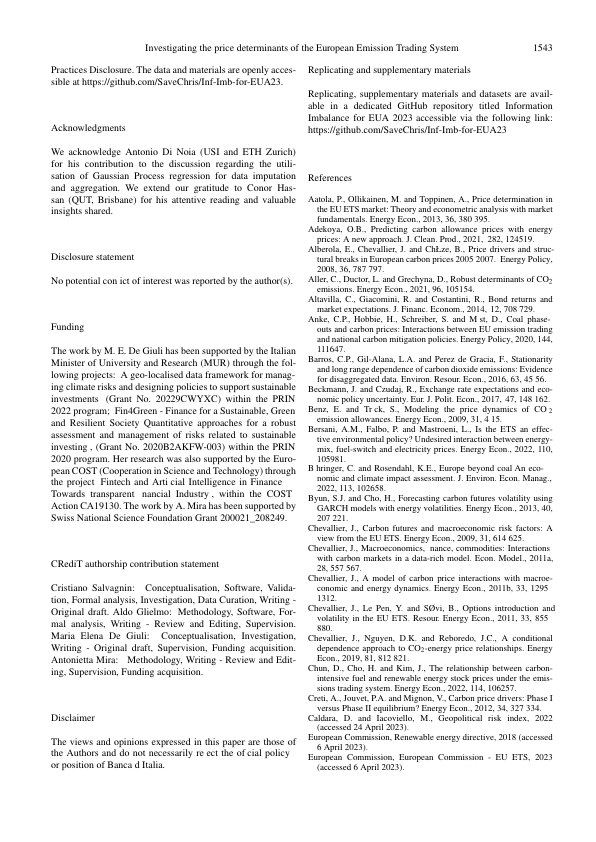 Investigating the price determinants of the European Emission Trading System 1543
Practices Disclosure. The data and materials are openly acces-
sible at https://github.com/SaveChris/Inf-Imb-for-EUA23.
Acknowledgments
We acknowledge Antonio Di Noia (USI and ETH Zurich)
for his contribution to the discussion regarding the utili-
sation of Gaussian Process regression for data imputation
and aggregation. We extend our gratitude to Conor Has-
san (QUT, Brisbane) for his attentive reading and valuable
insights shared.
Disclosure statement
No potential con ict of interest was reported by the author(s).
Funding
The work by M. E. De Giuli has been supported by the Italian
Minister of University and Research (MUR) through the fol-
lowing projects: A geo-localised data framework for manag-
ing climate risks and designing policies to support sustainable
investments (Grant No. 20229CWYXC) within the PRIN
2022 program; Fin4Green - Finance for a Sustainable, Green
and Resilient Society Quantitative approaches for a robust
assessment and management of risks related to sustainable
investing , (Grant No. 2020B2AKFW-003) within the PRIN
2020 program. Her research was also supported by the Euro-
pean COST (Cooperation in Science and Technology) through
the project Fintech and Arti cial Intelligence in Finance
Towards transparent nancial Industry , within the COST
Action CA19130. The work by A. Mira has been supported by
Swiss National Science Foundation Grant 200021_208249.
CRediT authorship contribution statement
Cristiano Salvagnin: Conceptualisation, Software, Valida-
tion, Formal analysis, Investigation, Data Curation, Writing -
Original draft. Aldo Glielmo: Methodology, Software, For-
mal analysis, Writing - Review and Editing, Supervision.
Maria Elena De Giuli: Conceptualisation, Investigation,
Writing - Original draft, Supervision, Funding acquisition.
Antonietta Mira: Methodology, Writing - Review and Edit-
ing, Supervision, Funding acquisition.
Disclaimer
The views and opinions expressed in this paper are those of
the Authors and do not necessarily re ect the of cial policy
or position of Banca d Italia.
Replicating and supplementary materials
Replicating, supplementary materials and datasets are avail-
able in a dedicated GitHub repository titled Information
Imbalance for EUA 2023 accessible via the following link:
https://github.com/SaveChris/Inf-Imb-for-EUA23
References
Aatola, P., Ollikainen, M. and Toppinen, A., Price determination in
the EU ETS market: Theory and econometric analysis with market
fundamentals. Energy Econ., 2013, 36, 380 395.
Adekoya, O.B., Predicting carbon allowance prices with energy
prices: A new approach. J. Clean. Prod., 2021, 282, 124519.
Alberola, E., Chevallier, J. and ChŁze, B., Price drivers and struc-
tural breaks in European carbon prices 2005 2007. Energy Policy,
2008, 36, 787 797.
Aller, C., Ductor, L. and Grechyna, D., Robust determinants of CO2
emissions. Energy Econ., 2021, 96, 105154.
Altavilla, C., Giacomini, R. and Costantini, R., Bond returns and
market expectations. J. Financ. Econom., 2014, 12, 708 729.
Anke, C.P., Hobbie, H., Schreiber, S. and M st, D., Coal phase-
outs and carbon prices: Interactions between EU emission trading
and national carbon mitigation policies. Energy Policy, 2020, 144,
111647.
Barros, C.P., Gil-Alana, L.A. and Perez de Gracia, F., Stationarity
and long range dependence of carbon dioxide emissions: Evidence
for disaggregated data. Environ. Resour. Econ., 2016, 63, 45 56.
Beckmann, J. and Czudaj, R., Exchange rate expectations and eco-
nomic policy uncertainty. Eur. J. Polit. Econ., 2017, 47, 148 162.
Benz, E. and Tr ck, S., Modeling the price dynamics of CO 2
emission allowances. Energy Econ., 2009, 31, 4 15.
Bersani, A.M., Falbo, P. and Mastroeni, L., Is the ETS an effec-
tive environmental policy? Undesired interaction between energy-
mix, fuel-switch and electricity prices. Energy Econ., 2022, 110,
105981.
B hringer, C. and Rosendahl, K.E., Europe beyond coal An eco-
nomic and climate impact assessment. J. Environ. Econ. Manag.,
2022, 113, 102658.
Byun, S.J. and Cho, H., Forecasting carbon futures volatility using
GARCH models with energy volatilities. Energy Econ., 2013, 40,
207 221.
Chevallier, J., Carbon futures and macroeconomic risk factors: A
view from the EU ETS. Energy Econ., 2009, 31, 614 625.
Chevallier, J., Macroeconomics, nance, commodities: Interactions
with carbon markets in a data-rich model. Econ. Model., 2011a,
28, 557 567.
Chevallier, J., A model of carbon price interactions with macroe-
conomic and energy dynamics. Energy Econ., 2011b, 33, 1295
1312.
Chevallier, J., Le Pen, Y. and SØvi, B., Options introduction and
volatility in the EU ETS. Resour. Energy Econ., 2011, 33, 855
880.
Chevallier, J., Nguyen, D.K. and Reboredo, J.C., A conditional
dependence approach to CO2-energy price relationships. Energy
Econ., 2019, 81, 812 821.
Chun, D., Cho, H. and Kim, J., The relationship between carbon-
intensive fuel and renewable energy stock prices under the emis-
sions trading system. Energy Econ., 2022, 114, 106257.
Creti, A., Jouvet, P.A. and Mignon, V., Carbon price drivers: Phase I
versus Phase II equilibrium? Energy Econ., 2012, 34, 327 334.
Caldara, D. and Iacoviello, M., Geopolitical risk index, 2022
(accessed 24 April 2023).
European Commission, Renewable energy directive, 2018 (accessed
6 April 2023).
European Commission, European Commission - EU ETS, 2023
(accessed 6 April 2023).